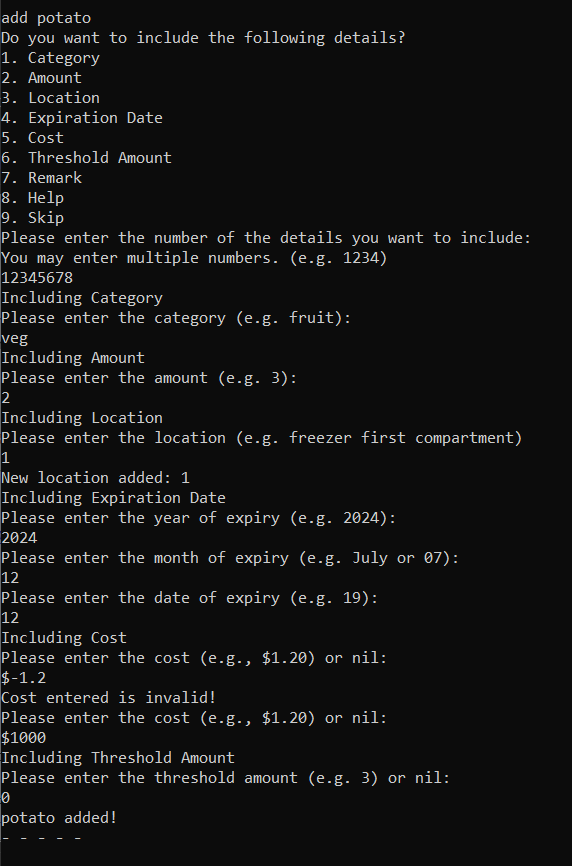 add potato
Do you want to include the following details?
1. Category
2. Amount
3. Location
4. Expiration Date
5. Cost
6. Threshold Amount
7. Remark
8. Help
9. Skip
Please enter the number of the details you want to include:
You may enter multiple numbers. (e.g. 1234)
12345678
Including Category
Please enter the category (e.g. fruit):
veg
Including Amount
Please enter the amount (e.g. 3):
2
Including Location
Please enter the location (e.g. freezer first compartment)
1
New location added: 1
Including Expiration Date
Please enter the year of expiry (e.g. 2024):
2024
Please enter the month of expiry (e.g. July or 07):
12
Please enter the date of expiry (e.g. 19):
12
Including Cost
Please enter the cost (e.g., $1.20) or nil:
$-1.2
Cost entered is invalid!
Please enter the cost (e.g., $1.20) or nil:
$1000
Including Threshold Amount
Please enter the threshold amount (e.g. 3) or nil:
0
potato added!
- - - - -